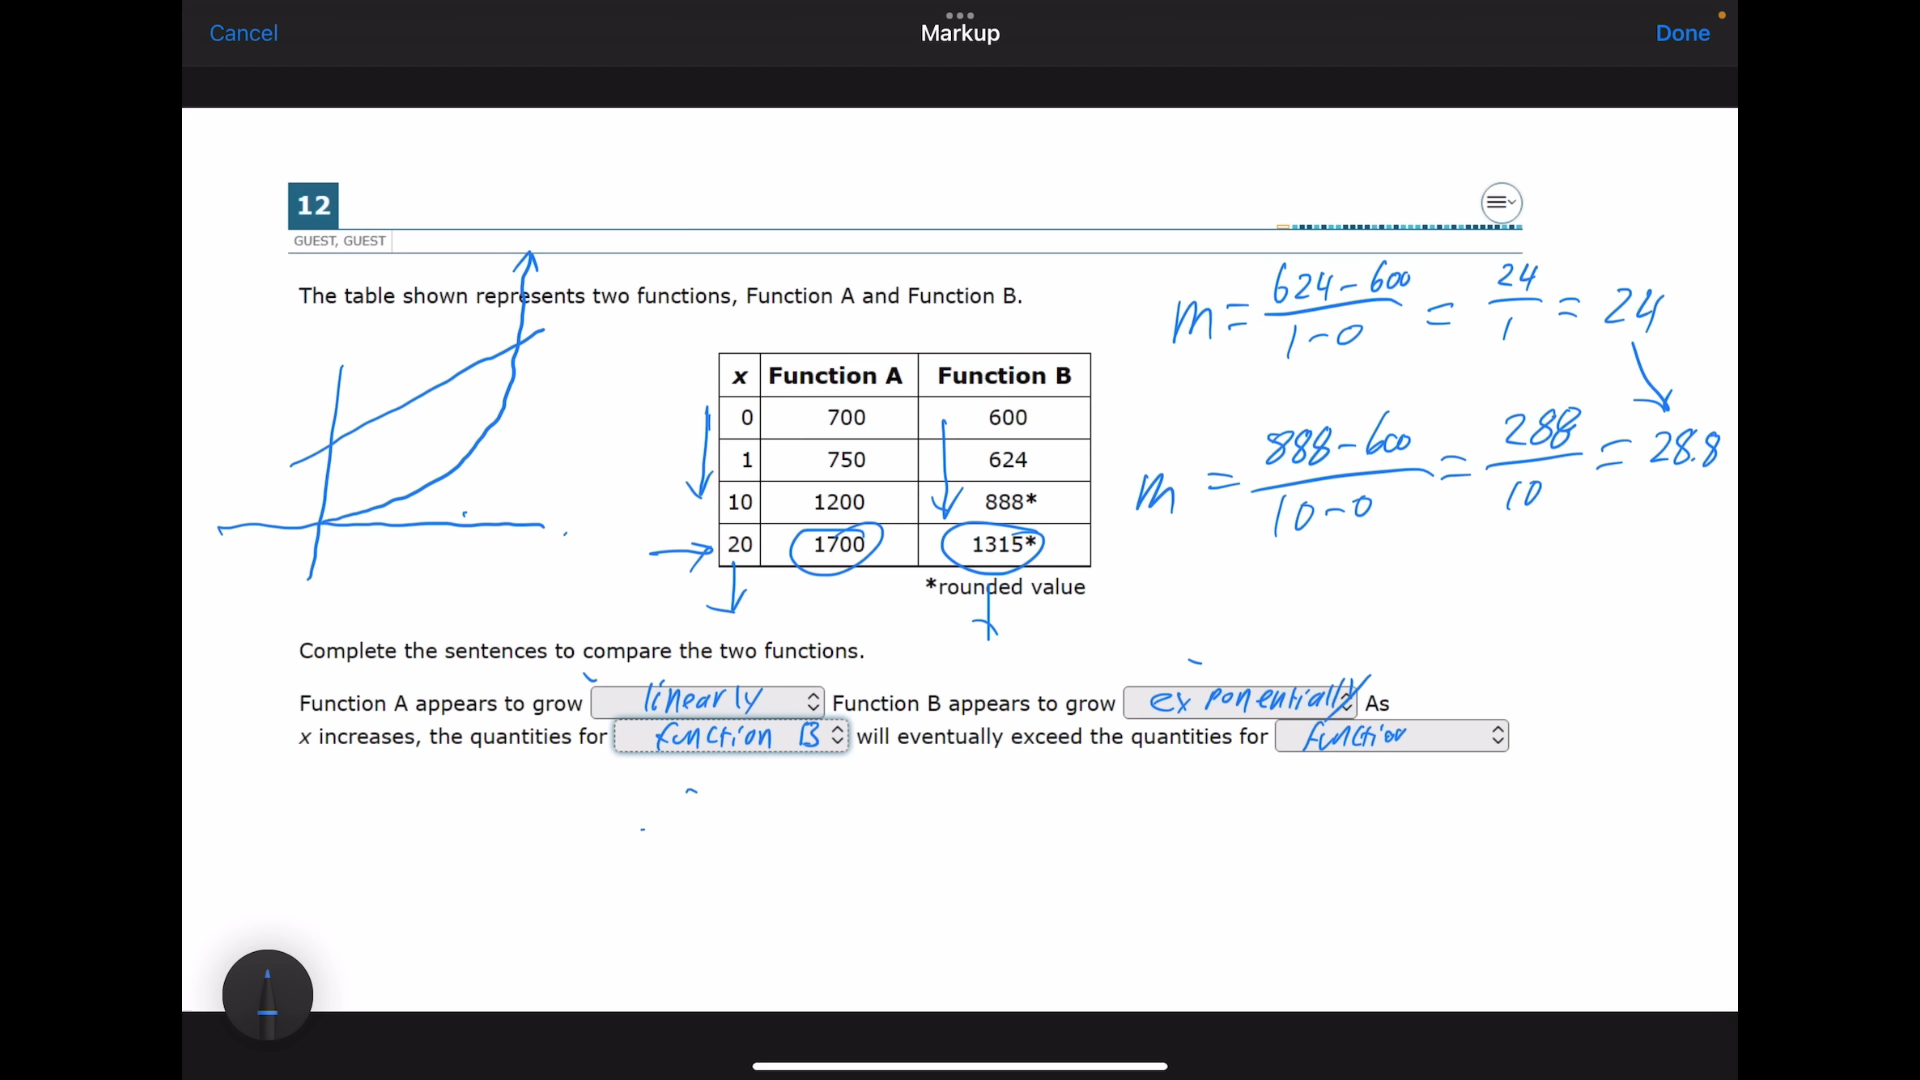 Cancel
Markup
Done
12
GUEST, GUEST
The table shown represents two functions, Function A and Function B.
m = 624-600 / 1-0 = 24 / 1 = 24
m = 888-600 / 10-0 = 288 / 10 = 28.8
x Function A Function B
0 700 600
1 750 624
10 1200 888*
20 1700 1315*
*rounded value
Complete the sentences to compare the two functions.
Function A appears to grow linearly Function B appears to grow exponentially As
x increases, the quantities for function B will eventually exceed the quantities for function